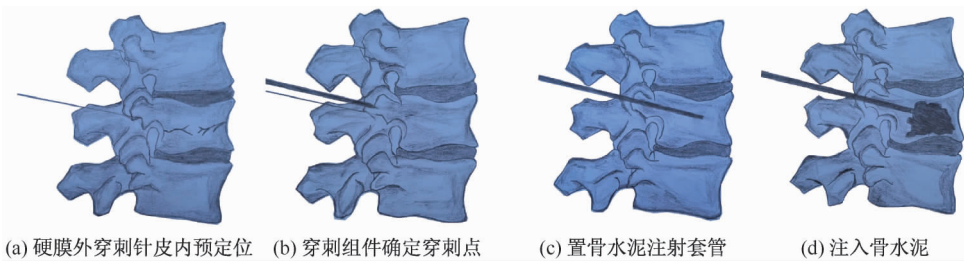 (a) 硬膜外穿刺针皮内预定位
(b) 穿刺组件确定穿刺点
(c) 置骨水泥注射套管
(d) 注入骨水泥